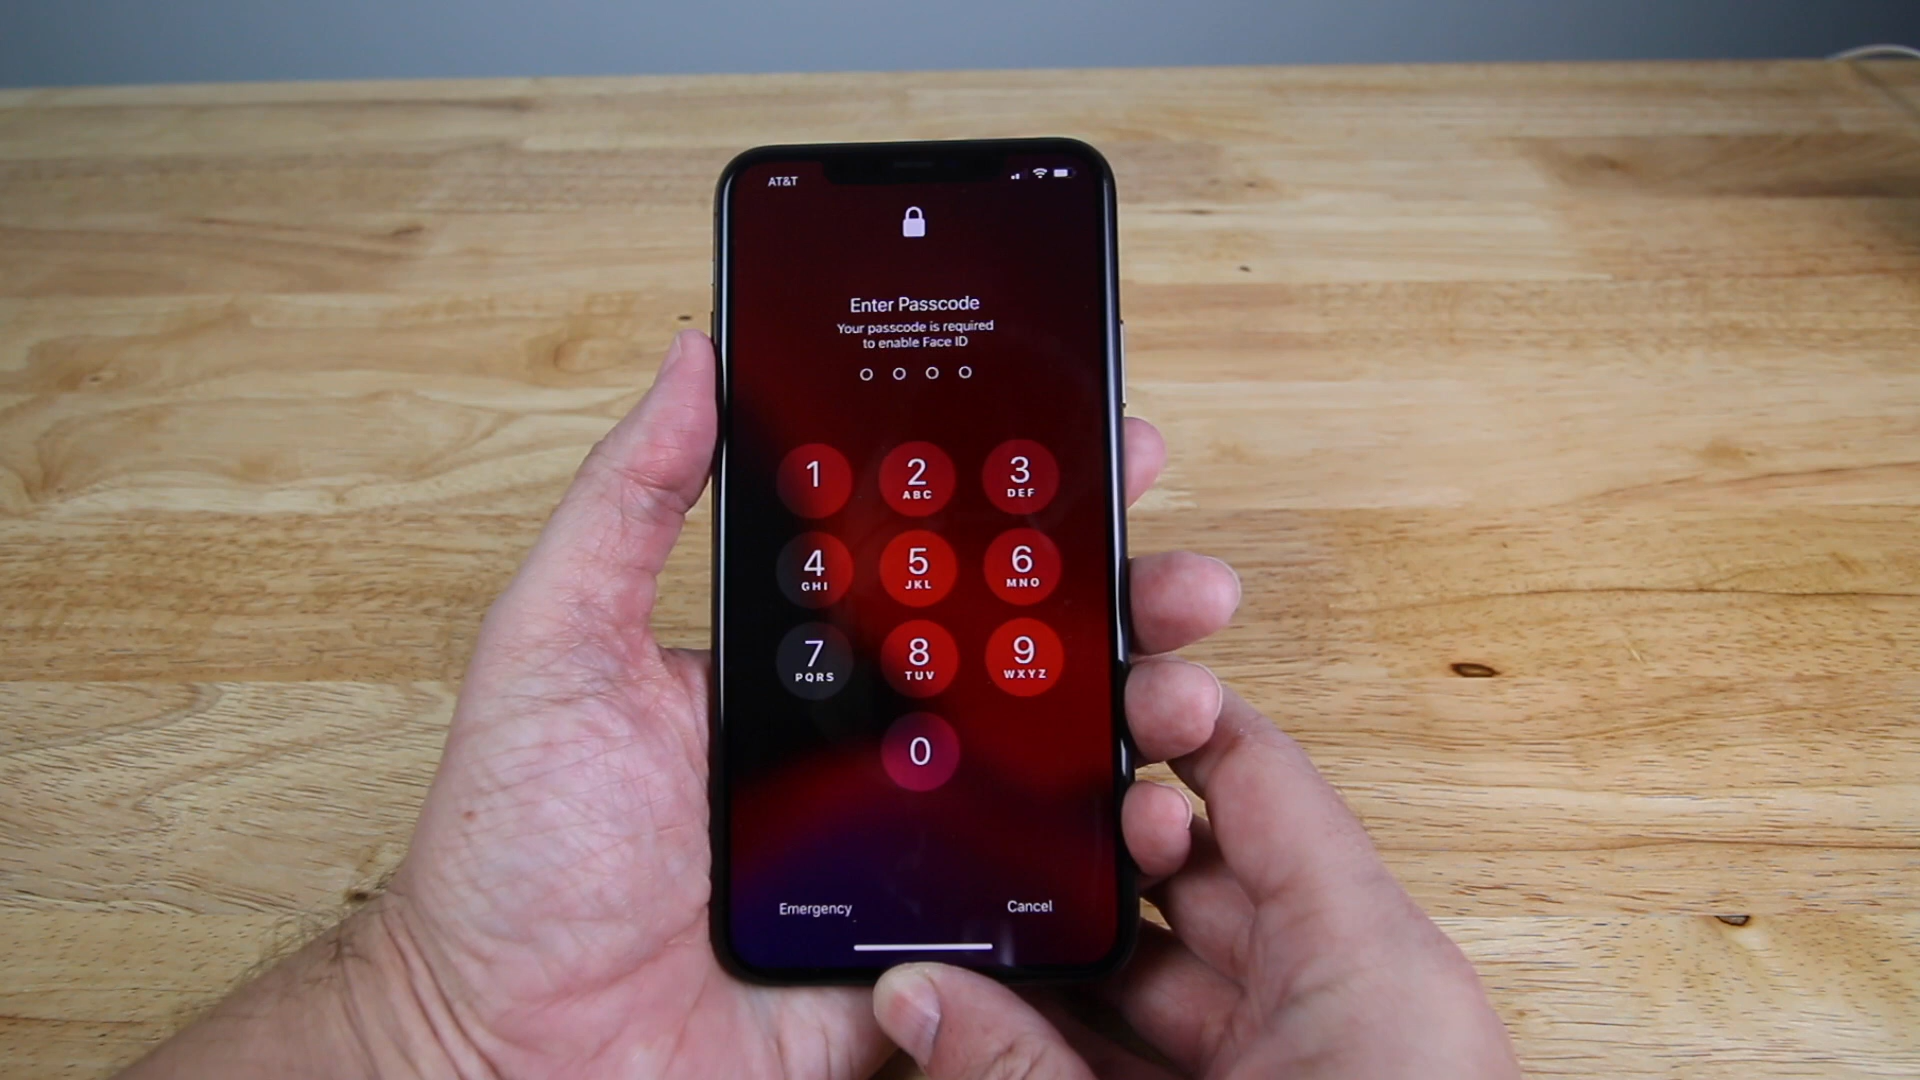 AT&T
Enter Passcode
Your passcode is required
to enable Face ID
1
2
ABC
3
DEF
4
GHI
5
JKL
6
MNO
7
PQRS
8
TUV
9
WXYZ
0
Emergency
Cancel